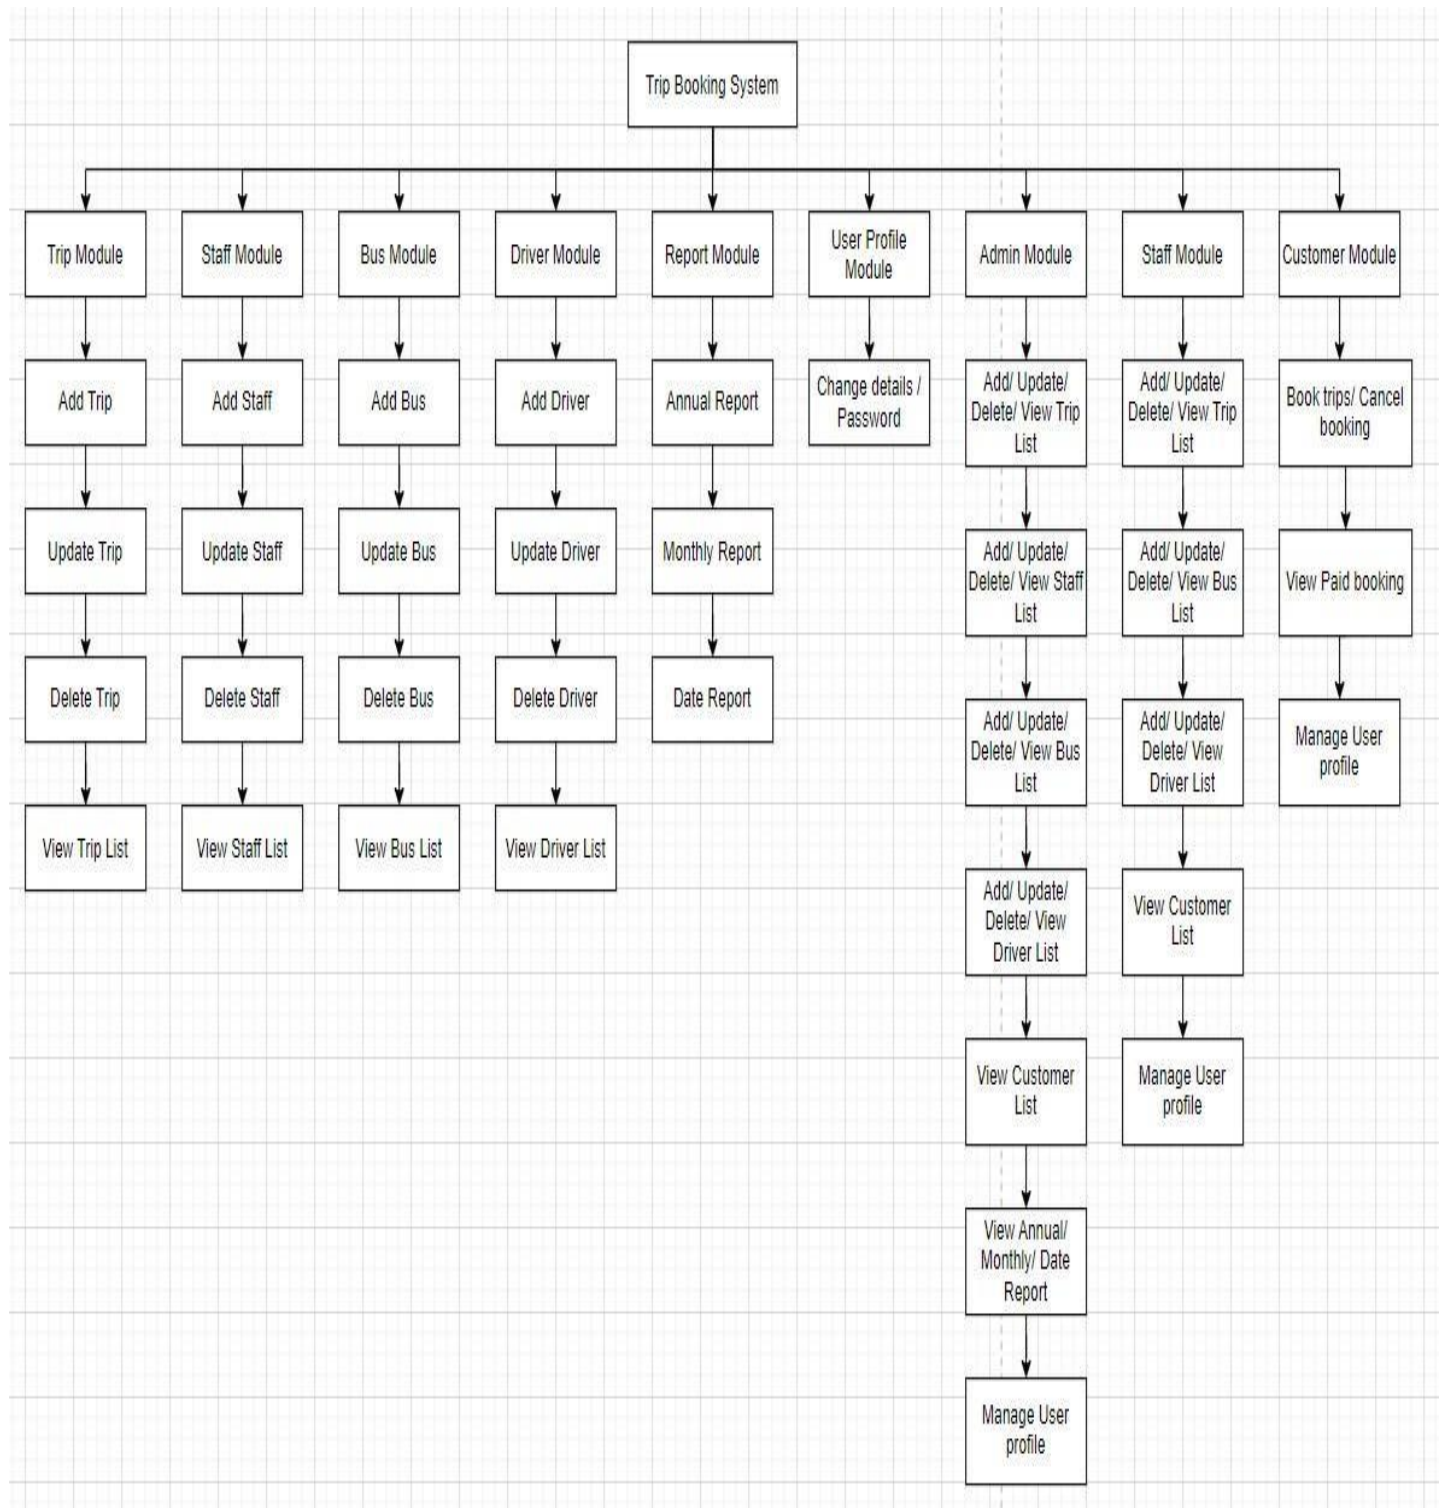 Trip Booking System
Trip Module
Staff Module
Bus Module
Driver Module
Report Module
User Profile
Module
Admin Module
Staff Module
Customer Module
Add Trip
Add Staff
Add Bus
Add Driver
Annual Report
Change details /
Password
Add/ Update/
Delete/ View Trip
List
Add/ Update/
Delete/ View Trip
List
Book trips/ Cancel
booking
Update Trip
Update Staff
Update Bus
Update Driver
Monthly Report
Add/ Update/
Delete/ View Staff
List
Add/ Update/
Delete/ View Bus
List
View Paid booking
Delete Trip
Delete Staff
Delete Bus
Delete Driver
Date Report
Add/ Update/
Delete/ View Bus
List
Add/ Update/
Delete/ View
Driver List
Manage User
profile
View Trip List
View Staff List
View Bus List
View Driver List
Add/ Update/
Delete/ View
Driver List
View Customer
List
View Customer
List
Manage User
profile
View Annual/
Monthly/ Date
Report
Manage User
profile